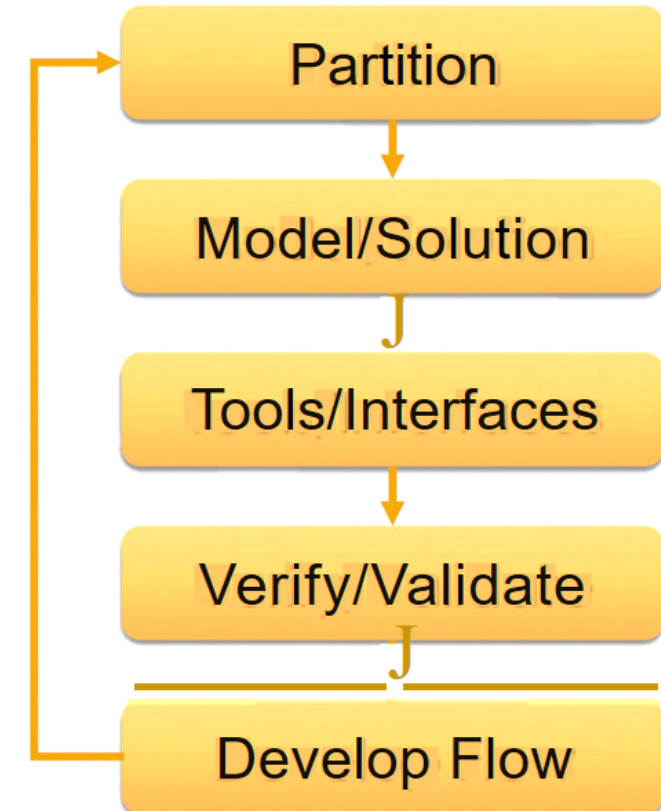 Partition
Model/Solution
J
Tools/Interfaces
Verify/Validate
J
Develop Flow